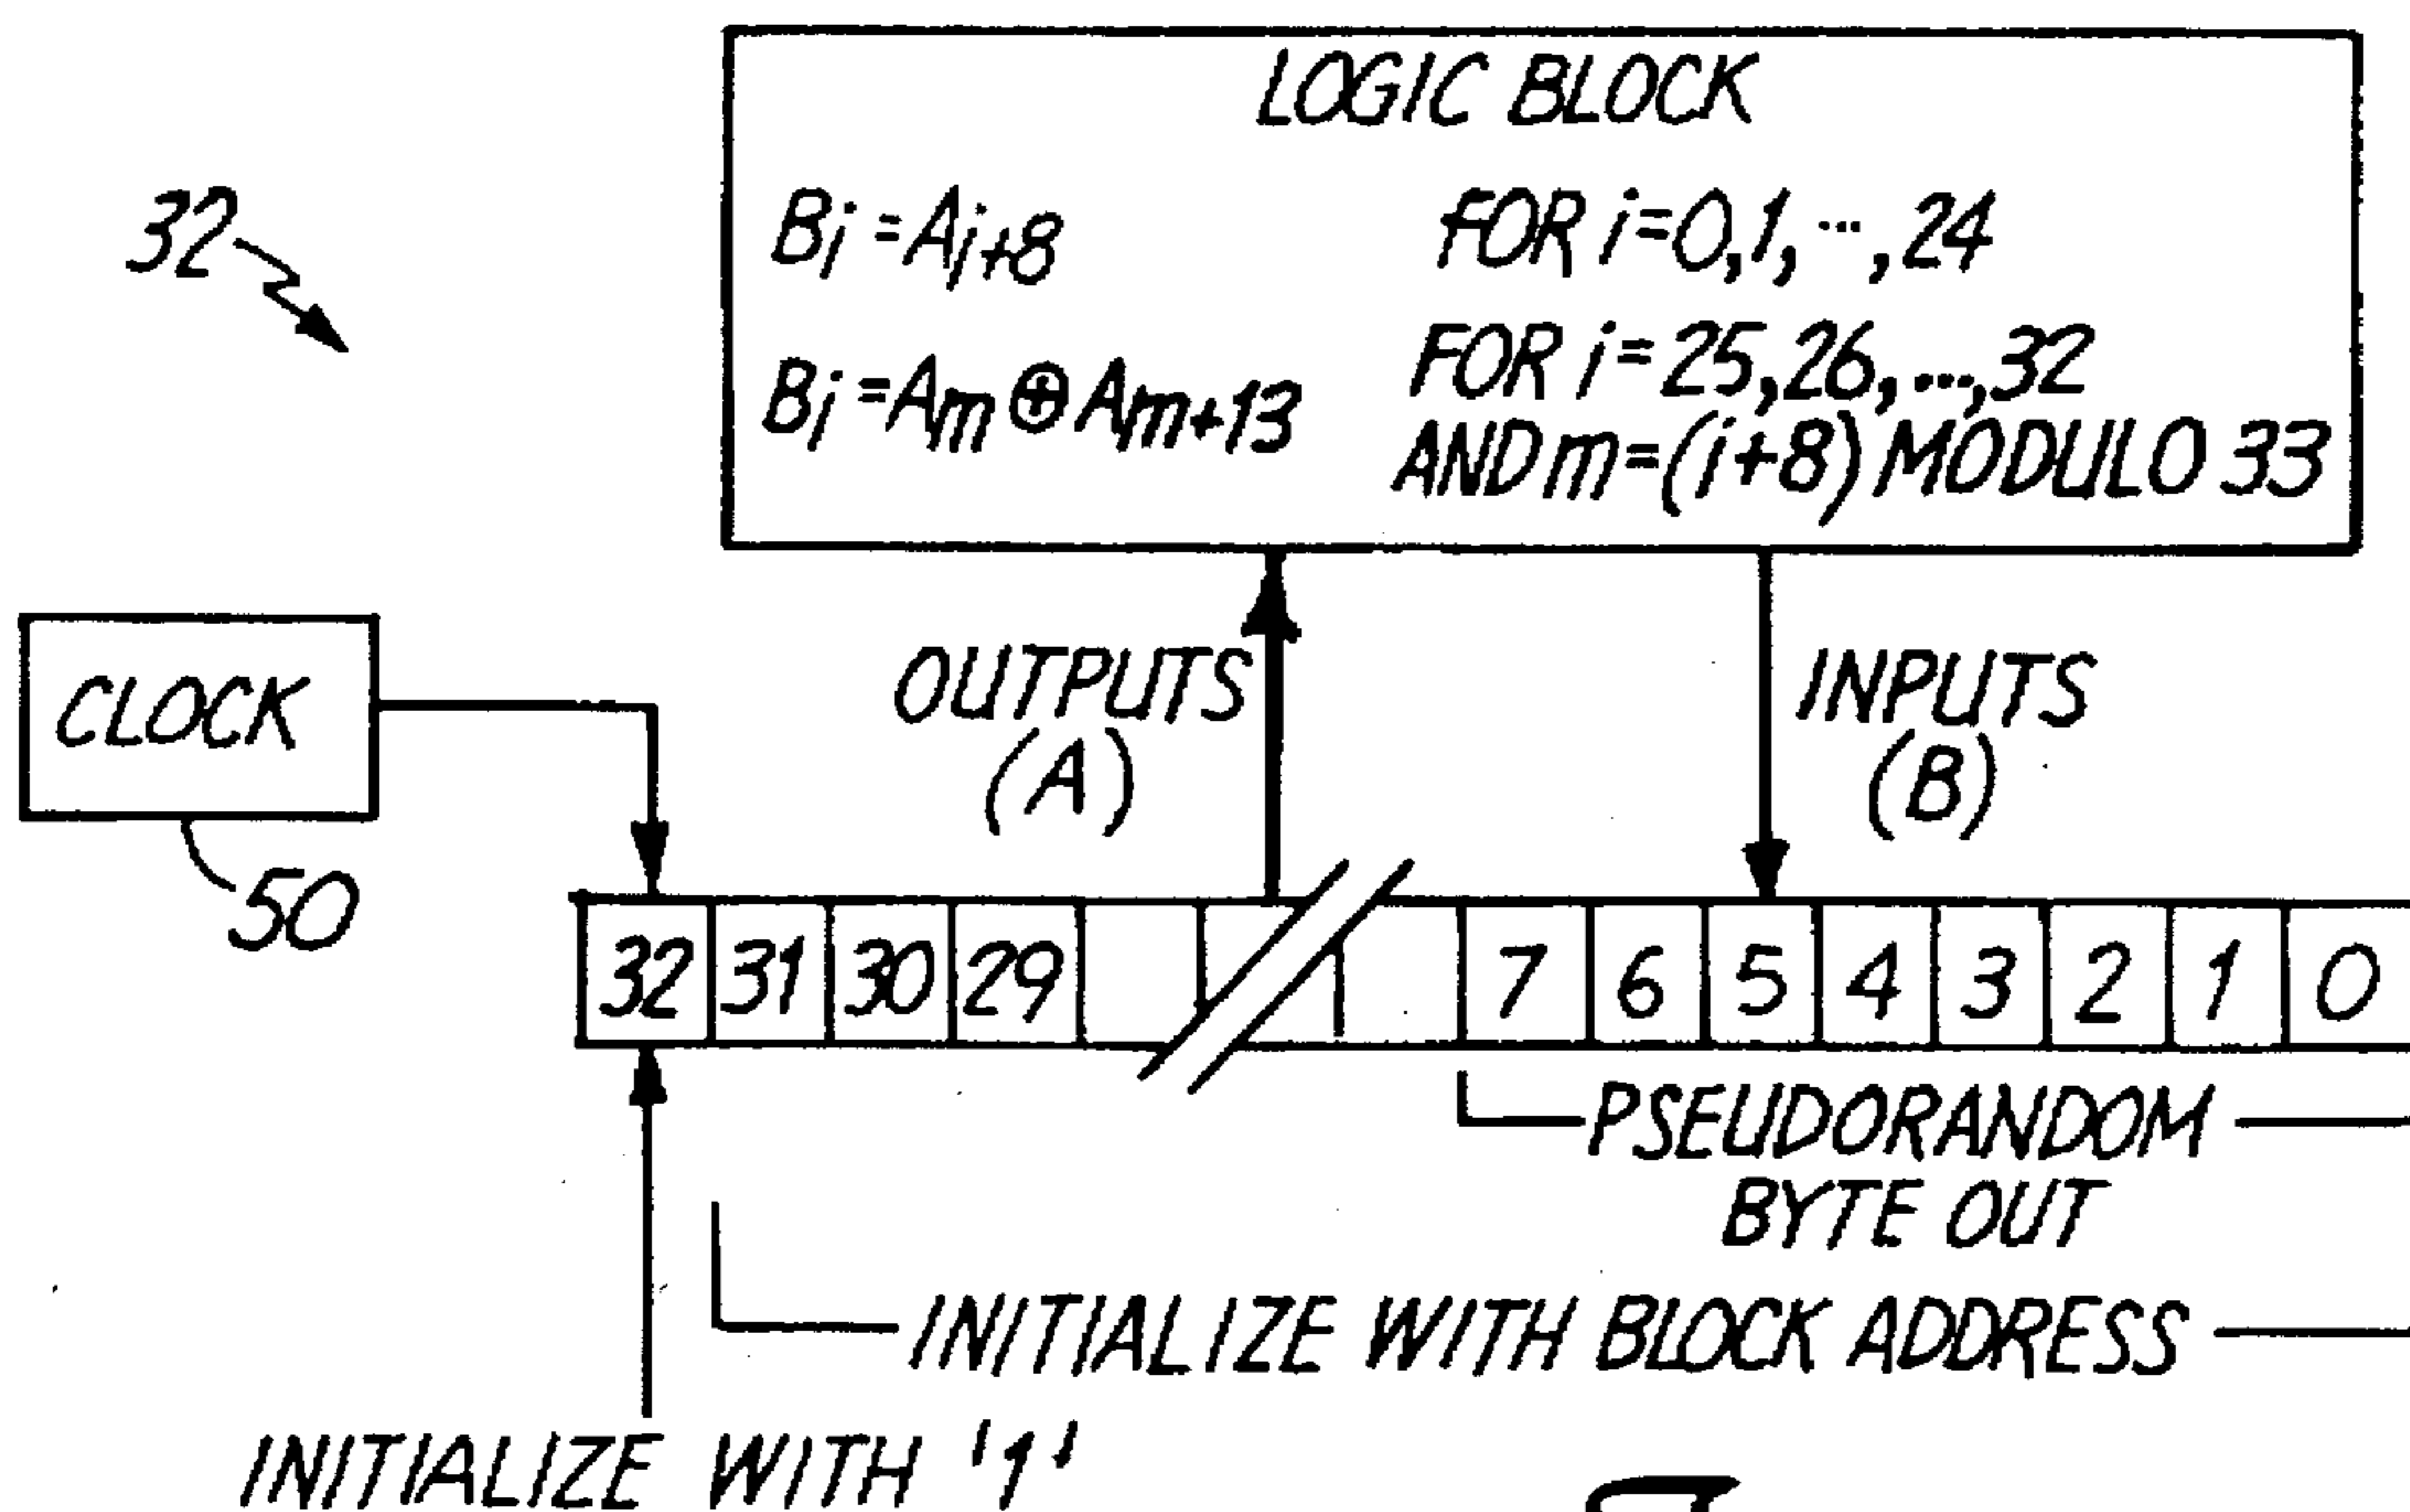 LOGIC BLOCK
Bi=Ai+8 FOR i=0,1,...,24
Bi=Am⊕Am+13 FOR i=25,26,...,32
AND m=(i+8) MODULO 33
32
CLOCK
50
OUTPUTS
(A)
INPUTS
(B)
32 31 30 29 7 6 5 4 3 2 1 0
PSEUDORANDOM
BYTE OUT
INITIALIZE WITH BLOCK ADDRESS
INITIALIZE WITH '1'